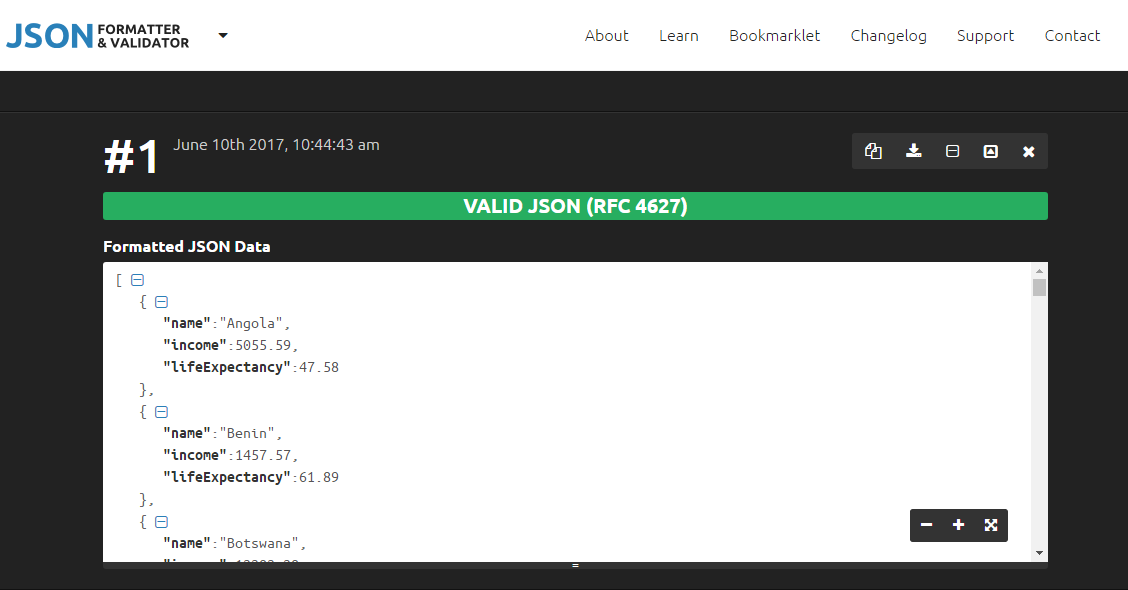 JSON FORMATTER & VALIDATOR
About Learn Bookmarklet Changelog Support Contact
#1 June 10th 2017, 10:44:43 am
VALID JSON (RFC 4627)
Formatted JSON Data
[
{
"name":"Angola",
"income":5055.59,
"lifeExpectancy":47.58
},
{
"name":"Benin",
"income":1457.57,
"lifeExpectancy":61.89
},
{
"name":"Botswana",